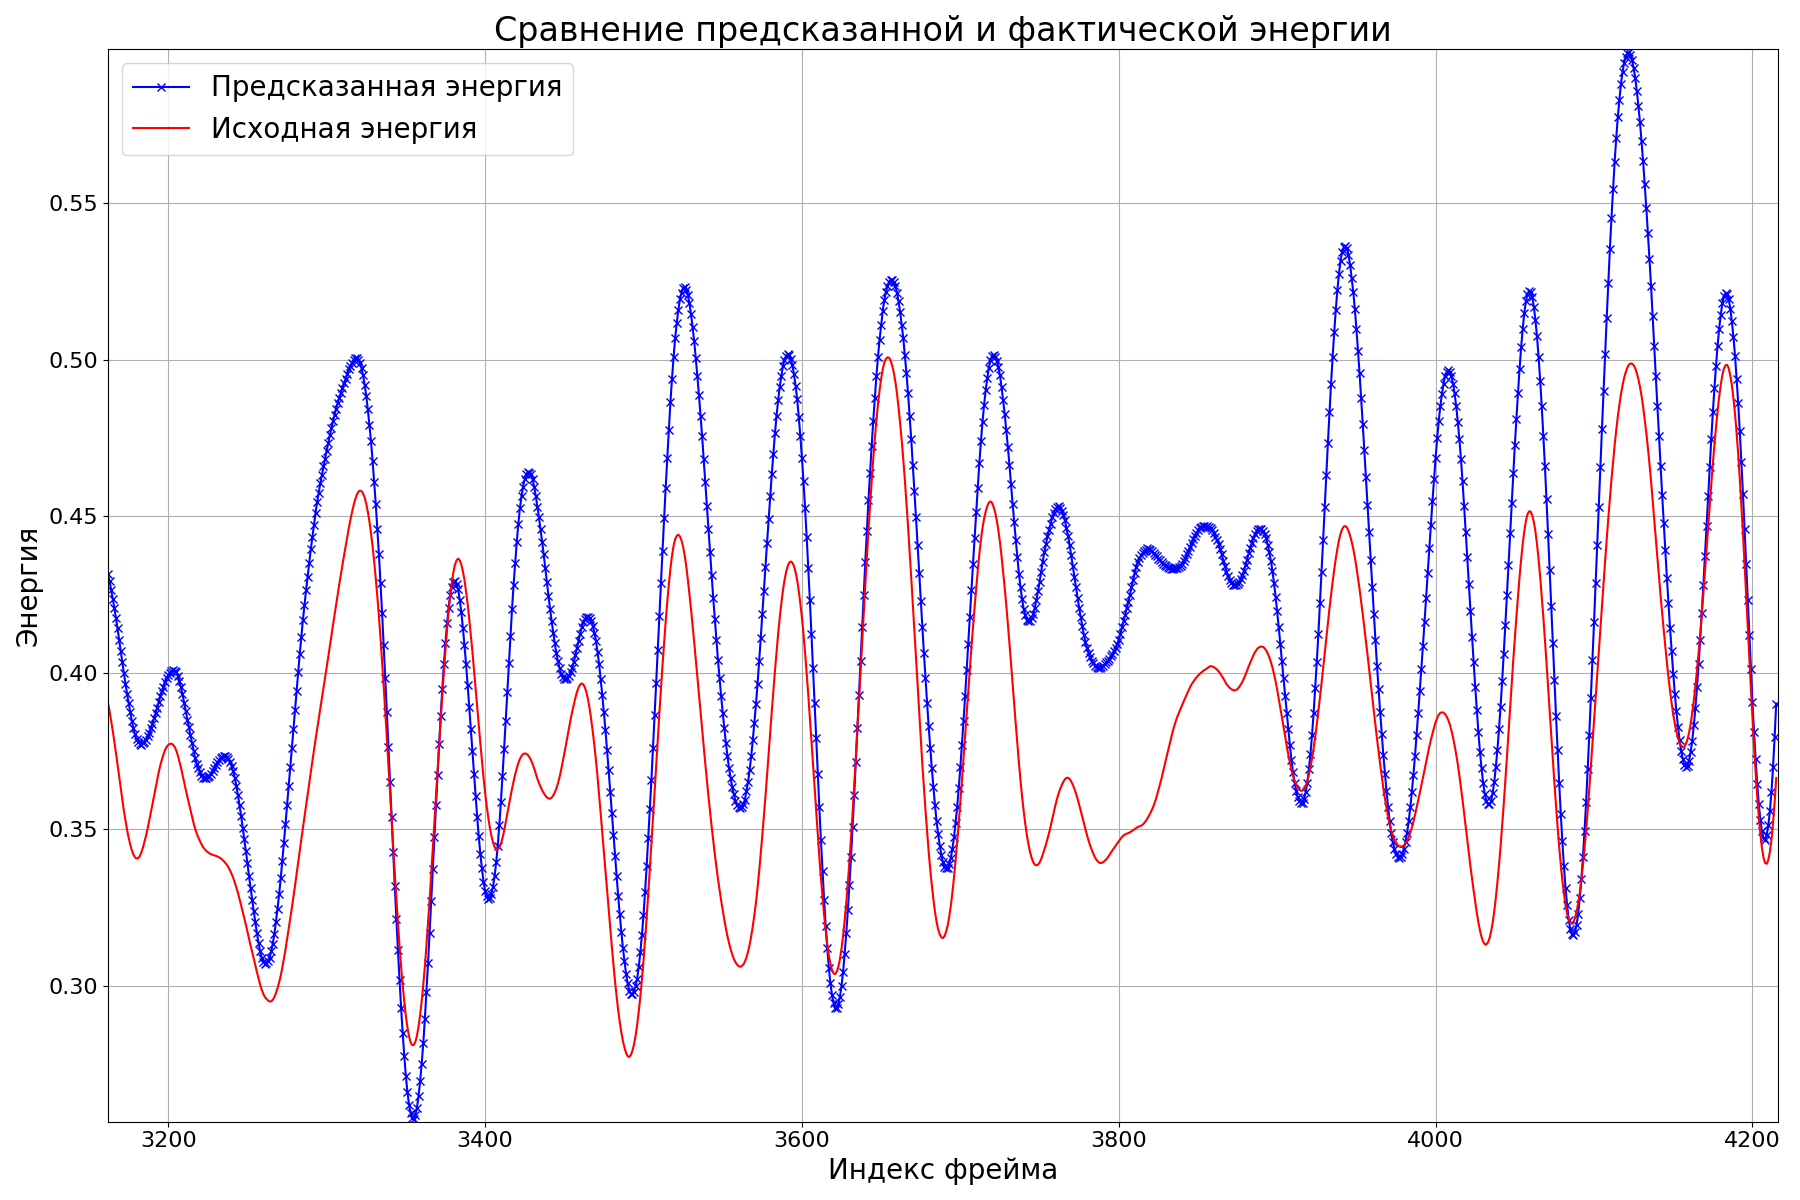 Сравнение предсказанной и фактической энергии
Предсказанная энергия
Исходная энергия
Энергия
0.55
0.50
0.45
0.40
0.35
0.30
3200 3400 3600 3800 4000 4200
Индекс фрейма